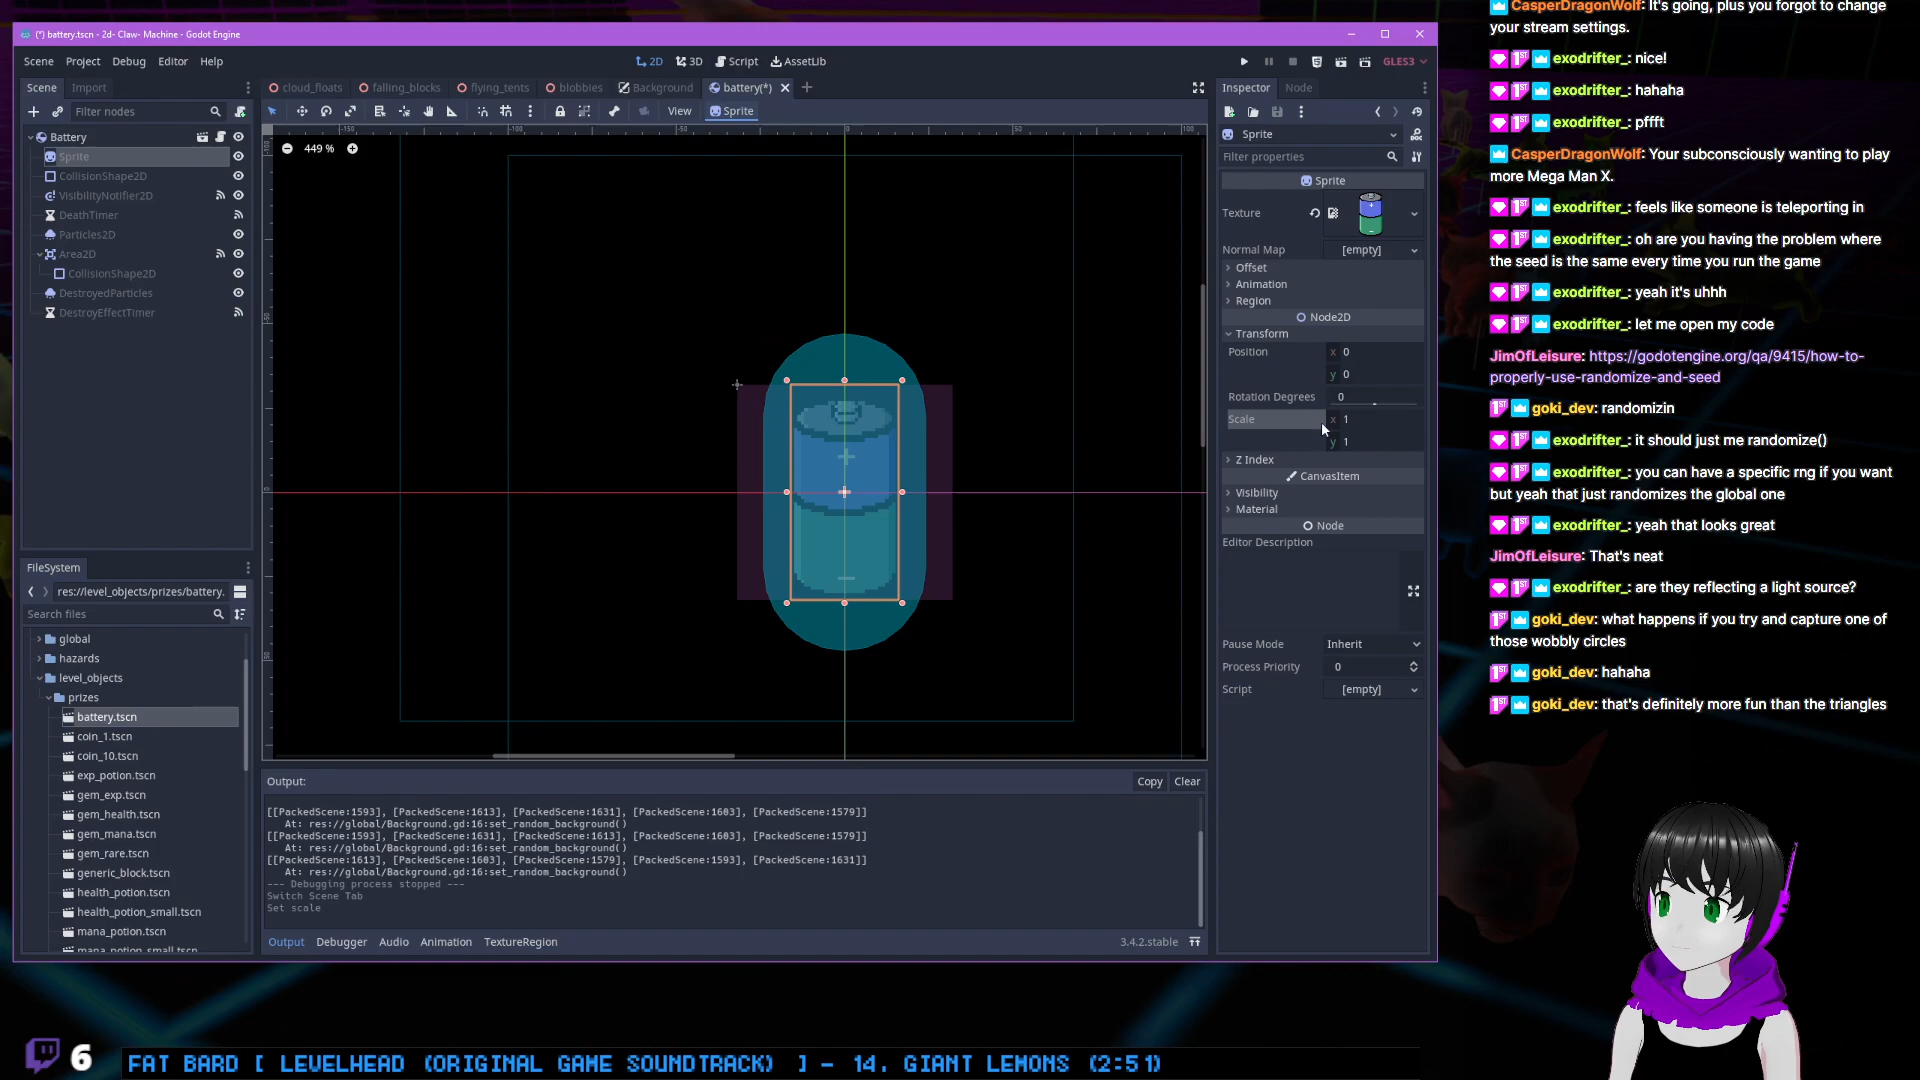 (*) battery.tscn - 2d- Claw- Machine - Godot Engine
Scene Project Debug Editor Help
2D 3D Script AssetLib
GLES3
Scene Import
cloud_floats falling_blocks flying_tents blobbies Background battery(*)
Inspector Node
Filter nodes
View Sprite
Battery
Sprite
CollisionShape2D
VisibilityNotifier2D
DeathTimer
Particles2D
Area2D
CollisionShape2D
DestroyedParticles
DestroyEffectTimer
449 %
-150 -100 -50 0 50 100
Sprite
Filter properties
Sprite
Texture
Normal Map [empty]
Offset
Animation
Region
Node2D
Transform
Position x 0
y 0
Rotation Degrees 0
Scale x 1
y 1
Z Index
CanvasItem
Visibility
Material
Node
Editor Description
Pause Mode Inherit
Process Priority 0
Script [empty]
FileSystem
res://level_objects/prizes/battery.
Search files
global
hazards
level_objects
prizes
battery.tscn
coin_1.tscn
coin_10.tscn
exp_potion.tscn
gem_exp.tscn
gem_health.tscn
gem_mana.tscn
gem_rare.tscn
generic_block.tscn
health_potion.tscn
health_potion_small.tscn
mana_potion.tscn
mana_potion_small.tscn
Output:
Copy Clear
[[PackedScene:1593], [PackedScene:1613], [PackedScene:1631], [PackedScene:1603], [PackedScene:1579]]
At: res://global/Background.gd:16:set_random_background()
[[PackedScene:1593], [PackedScene:1631], [PackedScene:1613], [PackedScene:1603], [PackedScene:1579]]
At: res://global/Background.gd:16:set_random_background()
[[PackedScene:1613], [PackedScene:1603], [PackedScene:1579], [PackedScene:1593], [PackedScene:1631]]
At: res://global/Background.gd:16:set_random_background()
--- Debugging process stopped ---
Switch Scene Tab
Set scale
Output Debugger Audio Animation TextureRegion
3.4.2.stable
CasperDragonWolf: It's going, plus you forgot to change
your stream settings.
exodrifter_: nice!
exodrifter_: hahaha
exodrifter_: pffft
CasperDragonWolf: Your subconsciously wanting to play
more Mega Man X.
exodrifter_: feels like someone is teleporting in
exodrifter_: oh are you having the problem where
the seed is the same every time you run the game
exodrifter_: yeah it's uhhh
exodrifter_: let me open my code
JimOfLeisure: https://godotengine.org/qa/9415/how-to-
properly-use-randomize-and-seed
goki_dev: randomizin
exodrifter_: it should just me randomize()
exodrifter_: you can have a specific rng if you want
but yeah that just randomizes the global one
exodrifter_: yeah that looks great
JimOfLeisure: That's neat
exodrifter_: are they reflecting a light source?
goki_dev: what happens if you try and capture one of
those wobbly circles
goki_dev: hahaha
goki_dev: that's definitely more fun than the triangles
6
FAT BARD [ LEVELHEAD (ORIGINAL GAME SOUNDTRACK) ] - 14. GIANT LEMONS (2:51)